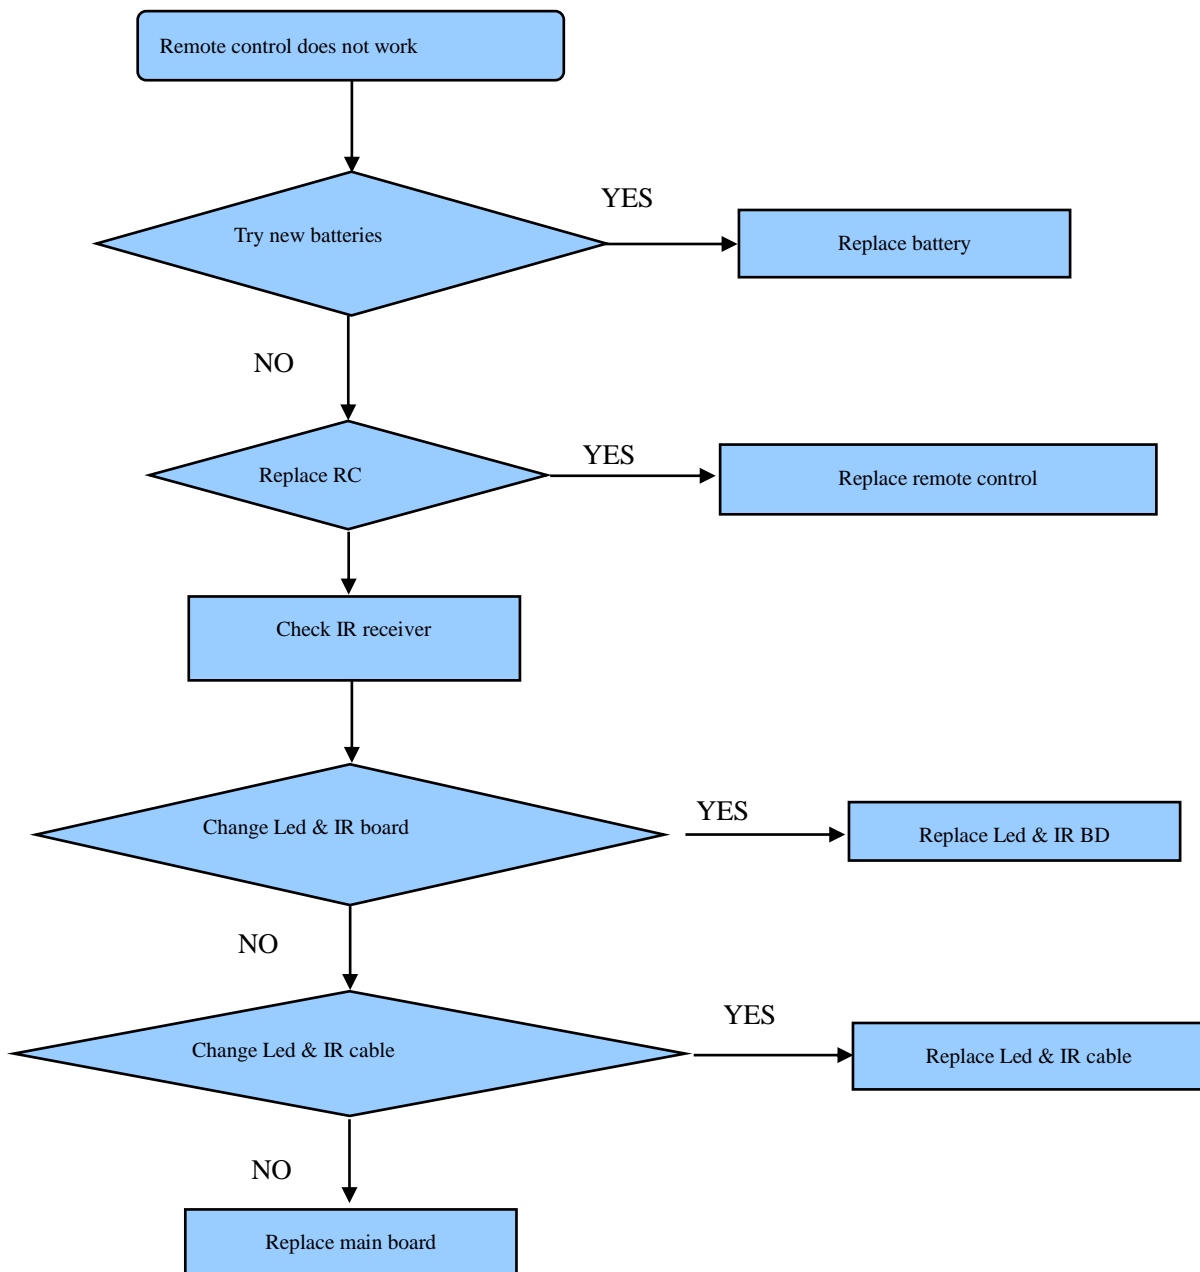 Remote control does not work
Try new batteries
YES
Replace battery
NO
Replace RC
YES
Replace remote control
Check IR receiver
Change Led & IR board
YES
Replace Led & IR BD
NO
Change Led & IR cable
YES
Replace Led & IR cable
NO
Replace main board